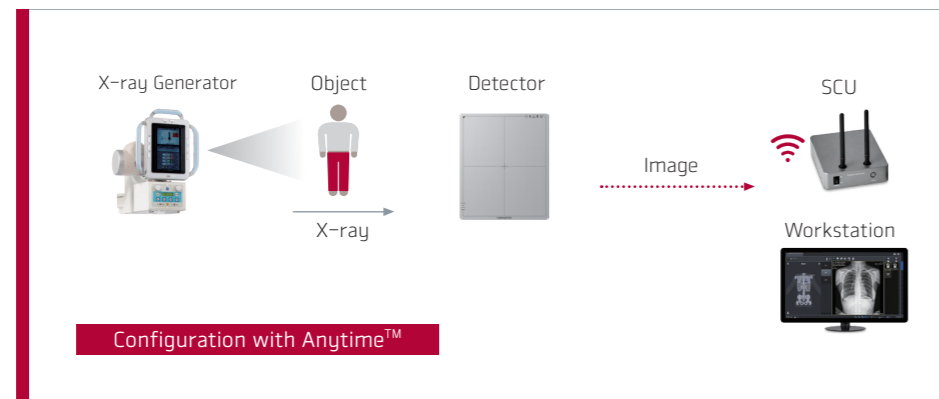 X-ray Generator
Object
Detector
SCU
Image
X-ray
Workstation
Configuration with Anytime™